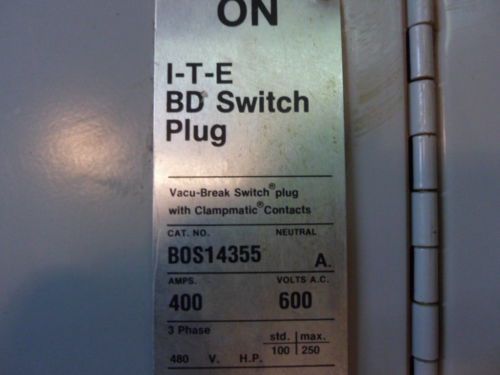 ON
I-T-E
BD Switch
Plug
Vacu-Break Switch® plug
with Clampmatic® Contacts
CAT. NO. NEUTRAL
BOS14355 A.
AMPS. VOLTS A.C.
400 600
3 Phase std. max.
480 V. H.P. 100 250